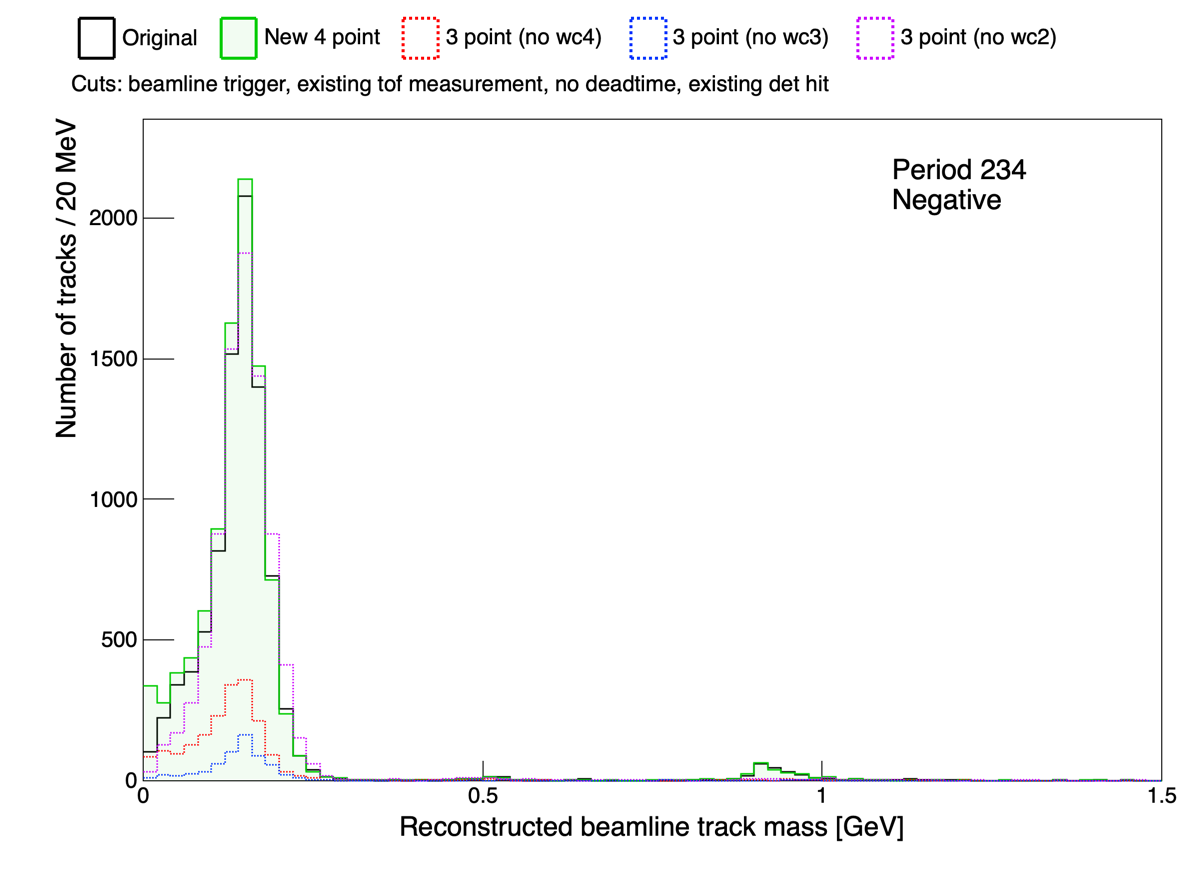 Original New 4 point 3 point (no wc4) 3 point (no wc3) 3 point (no wc2)
Cuts: beamline trigger, existing tof measurement, no deadtime, existing det hit
Number of tracks / 20 MeV
Period 234
Negative
2000
1500
1000
500
0
0 0.5 1 1.5
Reconstructed beamline track mass [GeV]